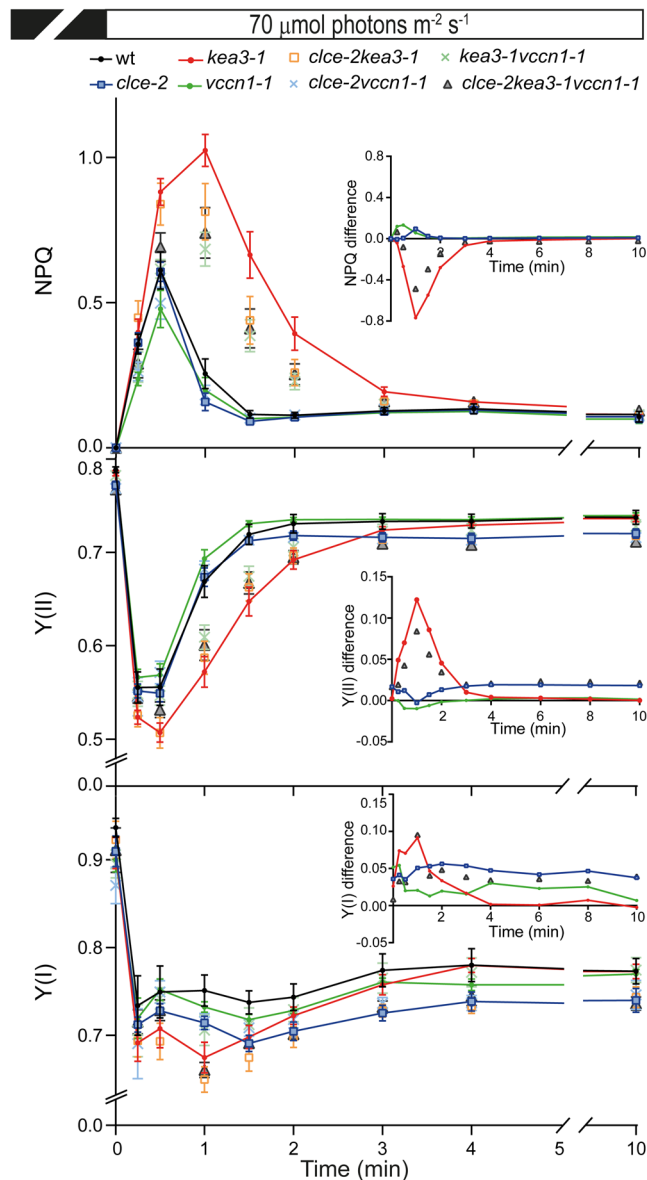 70 μmol photons m-2 s-1
wt kea3-1 clce-2kea3-1 kea3-1vccn1-1
clce-2 vccn1-1 clce-2vccn1-1 clce-2kea3-1vccn1-1
NPQ
1.0
0.5
0.0
NPQ difference
0.8
0.4
0.0
-0.4
-0.8
2 4 6 8 10
Time (min)
Y(II)
0.8
0.7
0.6
0.5
0.0
Y(II) difference
0.15
0.10
0.05
0.00
-0.05
2 4 6 8 10
Time (min)
Y(I)
0.9
0.8
0.7
0.0
Y(I) difference
0.15
0.10
0.05
0.00
-0.05
2 4 6 8 10
Time (min)
0 1 2 3 4 5 10
Time (min)